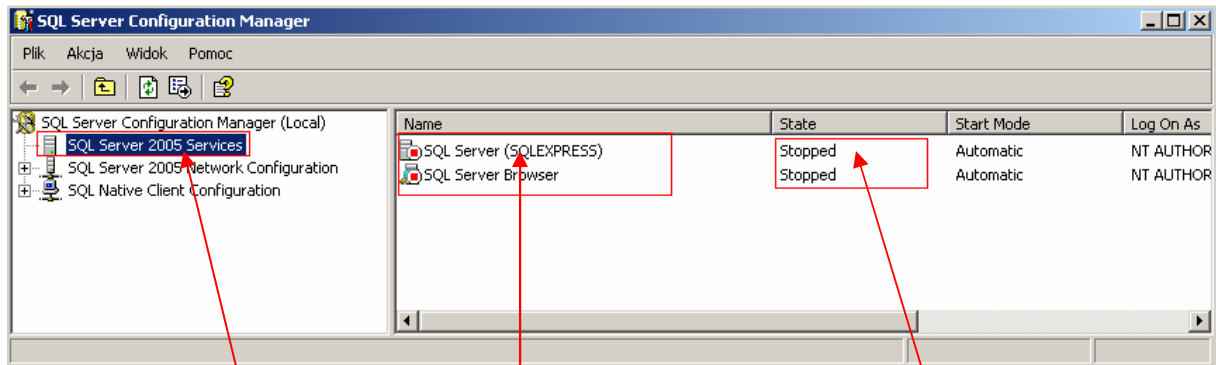 SQL Server Configuration Manager
Plik Akcja Widok Pomoc
SQL Server Configuration Manager (Local)
SQL Server 2005 Services
SQL Server 2005 Network Configuration
SQL Native Client Configuration
Name State Start Mode Log On As
SQL Server (SQLEXPRESS) Stopped Automatic NT AUTHOR
SQL Server Browser Stopped Automatic NT AUTHOR